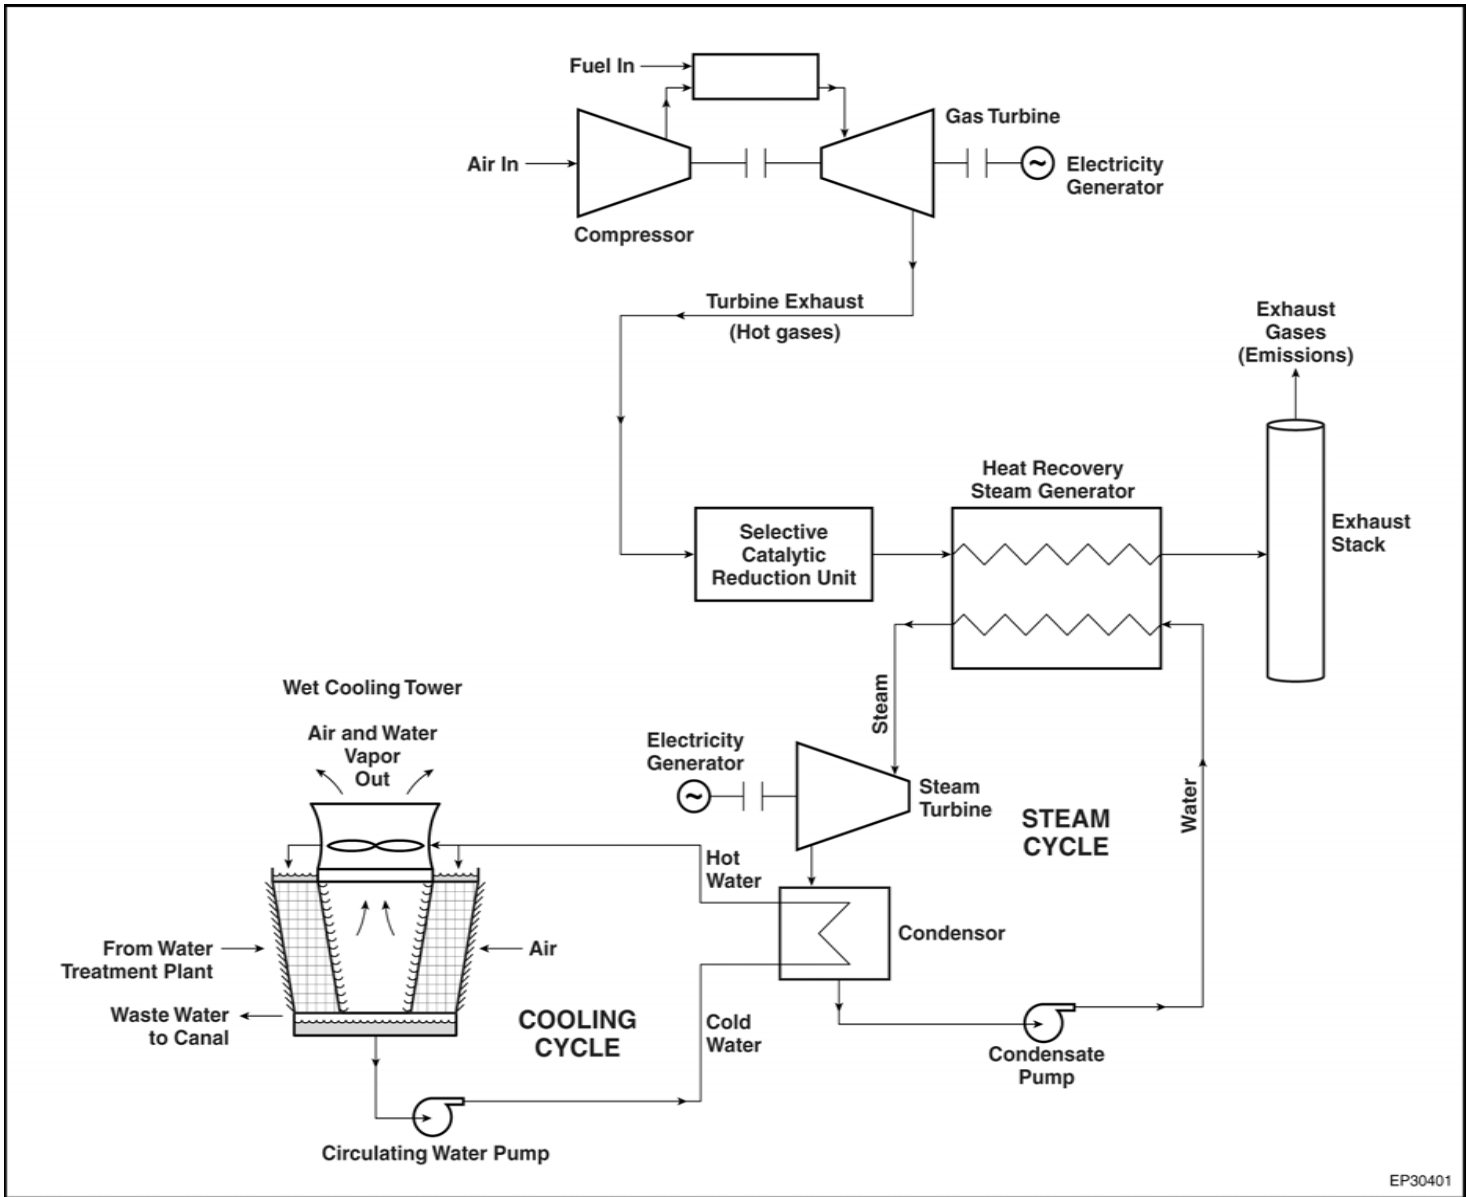 Fuel In
Gas Turbine
Air In
Electricity
Generator
Compressor
Turbine Exhaust
(Hot gases)
Exhaust
Gases
(Emissions)
Heat Recovery
Steam Generator
Selective
Catalytic
Reduction Unit
Exhaust
Stack
Steam
Wet Cooling Tower
Air and Water
Vapor
Out
Electricity
Generator
Steam
Turbine
STEAM
CYCLE
Water
Hot
Water
Condensor
From Water
Treatment Plant
Air
Waste Water
to Canal
COOLING
CYCLE
Cold
Water
Condensate
Pump
Circulating Water Pump
EP30401